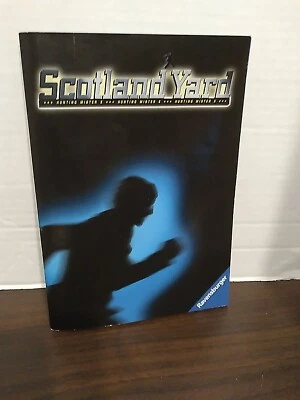 Scotland Yard
••• HUNTING MISTER X ••• HUNTING MISTER X ••• HUNTING MISTER X •••
Ravensburger